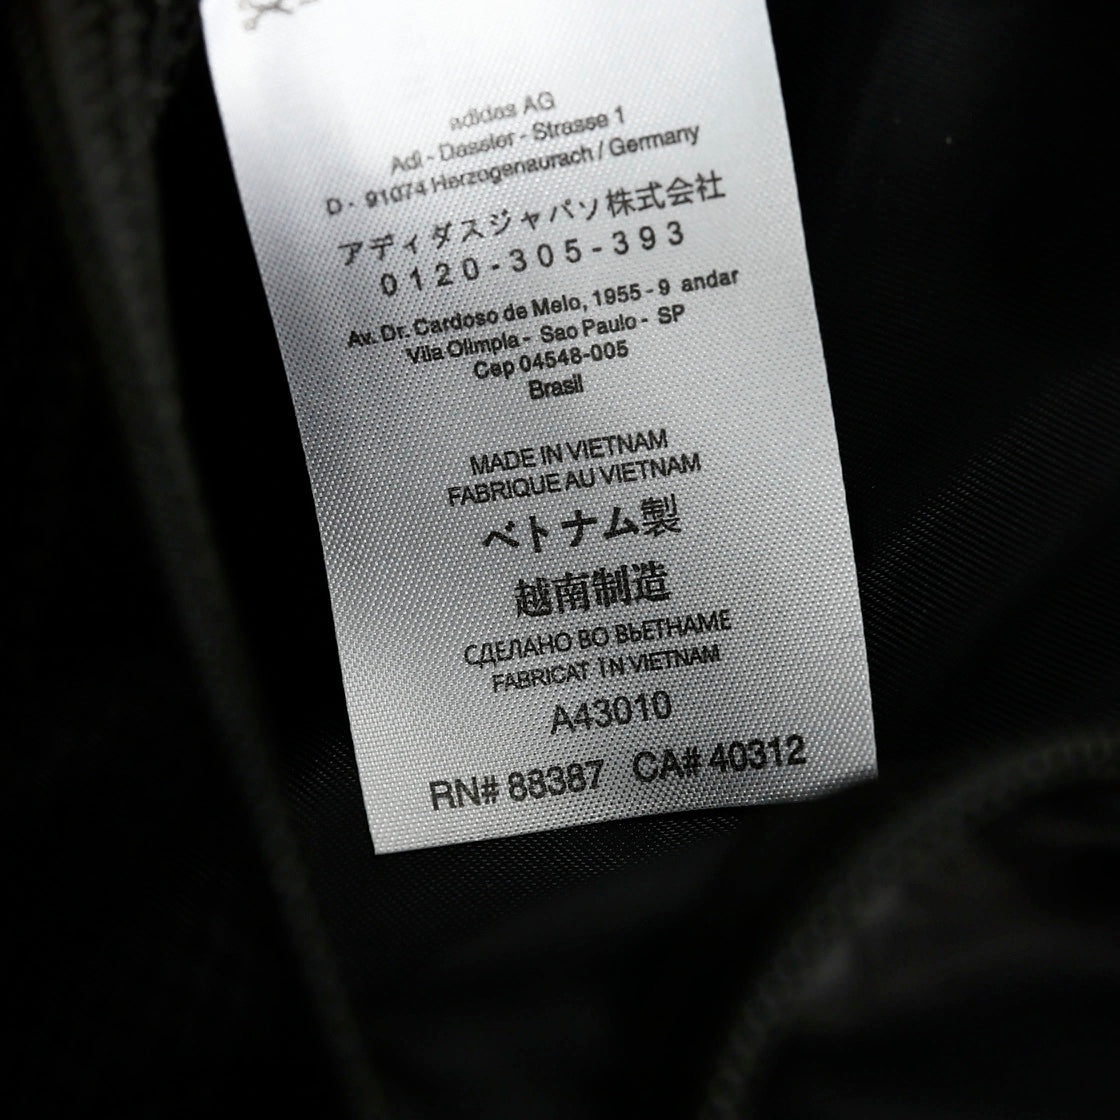 adidas AG
Adi - Dassler - Strasse 1
D - 91074 Herzogenaurach / Germany
アディダスジャパン株式会社
0120-305-393
Av. Dr. Cardoso de Melo, 1955 - 9 andar
Vila Olimpia - Sao Paulo - SP
Cep 04548-005
Brasil
MADE IN VIETNAM
FABRIQUE AU VIETNAM
ベトナム製
越南制造
СДЕЛАНО ВО ВЬЕТНАМЕ
FABRICAT IN VIETNAM
A43010
RN# 88387 CA# 40312